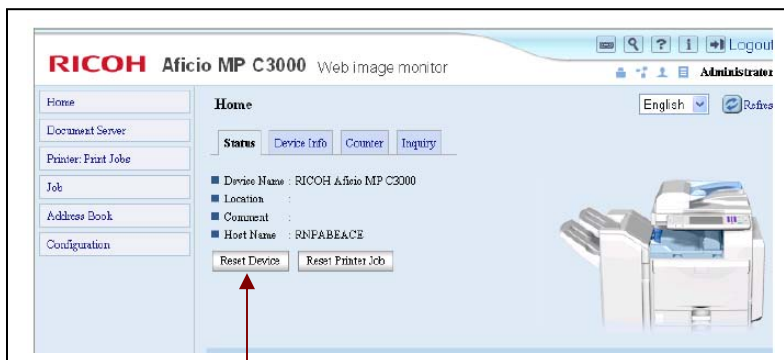 RICOH Aficio MP C3000 Web image monitor
? i Logout
Administrator
Home
Document Server
Printer: Print Jobs
Job
Address Book
Configuration
Home
English
Refres
Status Device Info Counter Inquiry
Device Name : RICOH Aficio MP C3000
Location :
Comment :
Host Name : RNPABEACE
Reset Device Reset Printer Job